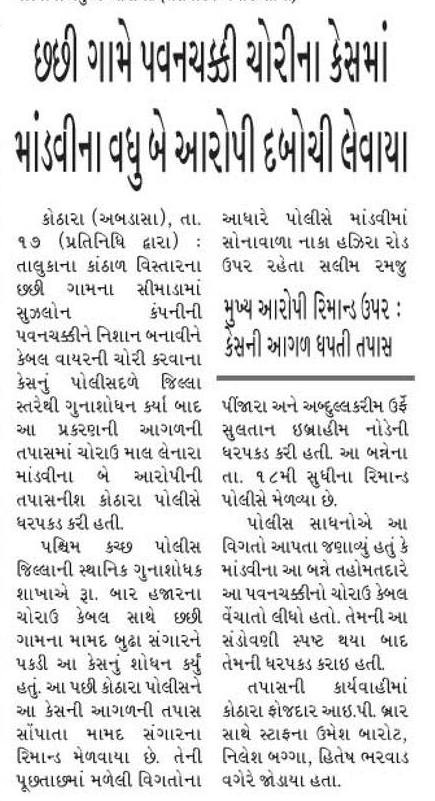 છછી ગામે પવનચક્કી ચોરીના કેસમાં
માંડવીના વધુ બે આરોપી દબોચી લેવાયા
કોઠારા (અબડાસા), તા.
૧૭ (પ્રતિનિધિ દ્વારા) :
તાલુકાના કાંઠાળ વિસ્તારના
છછી ગામના સીમાડામાં
સુઝલોન કંપનીની
પવનચક્કીને નિશાન બનાવીને
કેબલ વાયરની ચોરી કરવાના
કેસનું પોલીસદળે જિલ્લા
સ્તરેથી ગુનાશોધન કર્યા બાદ
આ પ્રકરણની આગળની
તપાસમાં ચોરાઉ માલ લેનારા
માંડવીના બે આરોપીની
તપાસનીશ કોઠારા પોલીસે
ધરપકડ કરી હતી.
પશ્ચિમ કચ્છ પોલીસ
જિલ્લાની સ્થાનિક ગુનાશોધક
શાખાએ રૂા. બાર હજારના
ચોરાઉ કેબલ સાથે છછી
ગામના મામદ બુઢા સંગારને
પકડી આ કેસનું શોધન કર્યું
હતું. આ પછી કોઠારા પોલીસને
આ કેસની આગળની તપાસ
સોંપાતા મામદ સંગારના
રિમાન્ડ મેળવાયા છે. તેની
પૂછતાછમાં મળેલી વિગતોના
આધારે પોલીસે માંડવીમાં
સોનાવાળા નાકા હઝિરા રોડ
ઉપર રહેતા સલીમ રમજુ
મુખ્ય આરોપી રિમાન્ડ ઉપર :
કેસની આગળ ધપતી તપાસ
પીંજારા અને અબ્દુલ્લકરીમ ઉર્ફે
સુલતાન ઇબ્રાહીમ નોડેની
ધરપકડ કરી હતી. આ બન્નેના
તા. ૧૮મી સુધીના રિમાન્ડ
પોલીસે મેળવ્યા છે.
પોલીસ સાધનોએ આ
વિગતો આપતા જણાવ્યું હતું કે
માંડવીના આ બન્ને તહોમતદારે
આ પવનચક્કીનો ચોરાઉ કેબલ
વેંચાતો લીધો હતો. તેમની આ
સંડોવણી સ્પષ્ટ થયા બાદ
તેમની ધરપકડ કરાઇ હતી.
તપાસની કાર્યવાહીમાં
કોઠારા ફોજદાર આઇ.પી. બ્રાર
સાથે સ્ટાફના ઉમેશ બારોટ,
નિલેશ બગ્ગા, હિતેષ ભરવાડ
વગેરે જોડાયા હતા.